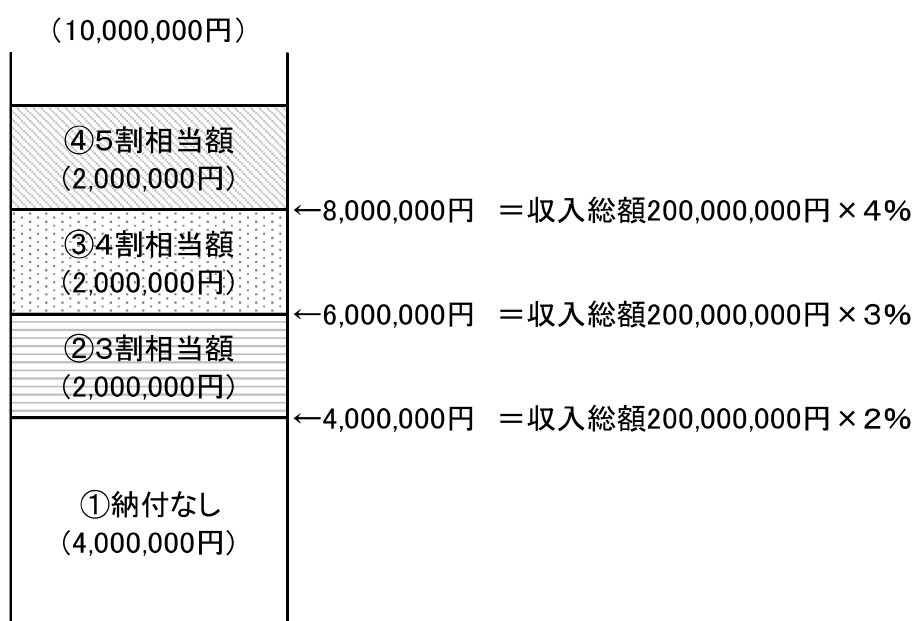 （10,000,000円）
④５割相当額
（2,000,000円）
←8,000,000円　＝収入総額200,000,000円×４％
③４割相当額
（2,000,000円）
←6,000,000円　＝収入総額200,000,000円×３％
②３割相当額
（2,000,000円）
←4,000,000円　＝収入総額200,000,000円×２％
①納付なし
（4,000,000円）